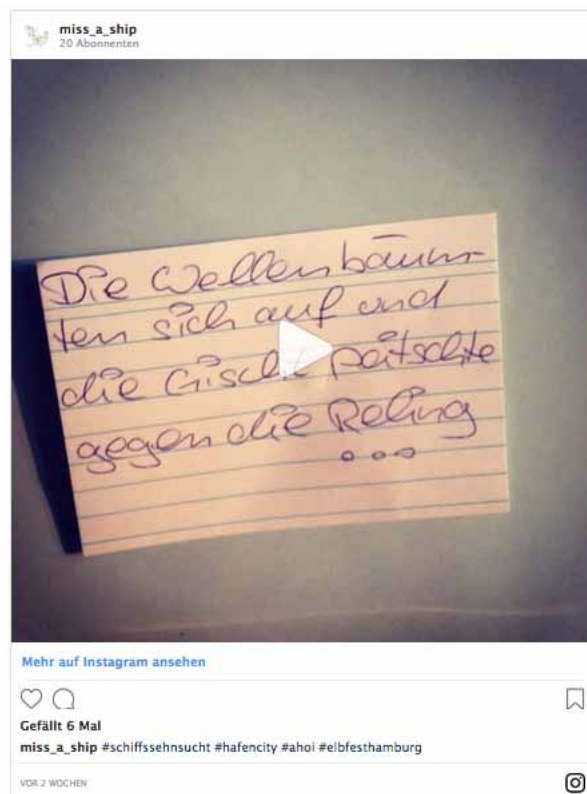 miss_a_ship
20 Abonnenten
Die Wellen bäum-
ten sich auf und
die Gischt peitschte
gegen die Reling
...
Mehr auf Instagram ansehen
Gefällt 6 Mal
miss_a_ship #schiffssehnsucht #hafencity #ahoi #elbfesthamburg
VOR 2 WOCHEN